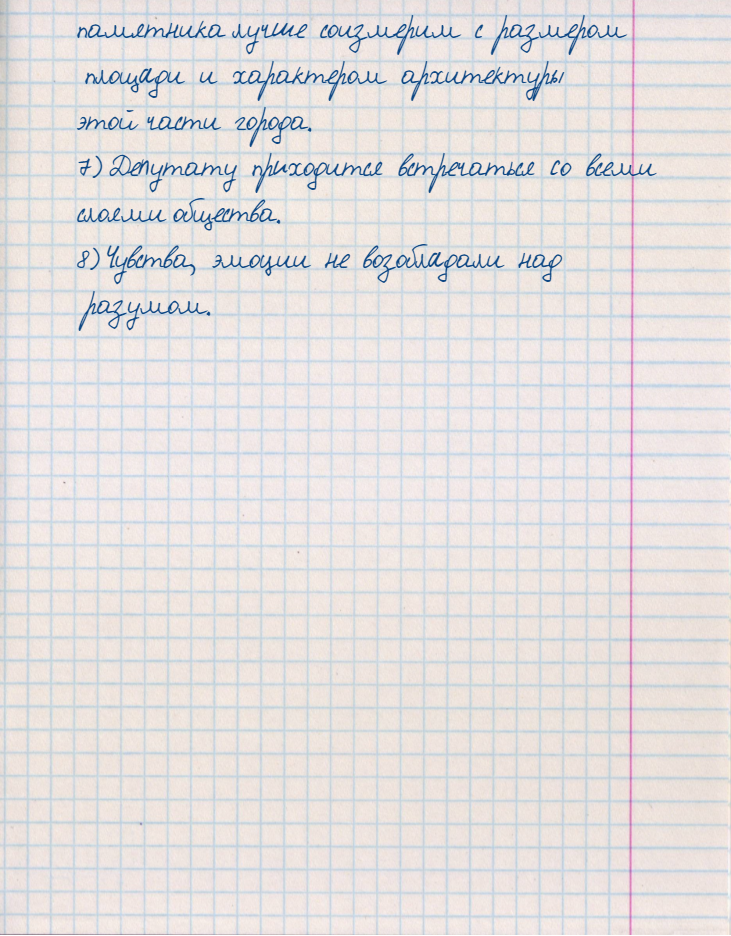 памятника лучше соизмерим с размером
площади и характером архитектуры
этой части города.
7) Депутату приходится встречаться со всеми
слоями общества.
8) Чувства, эмоции не возобладали над
разумом.